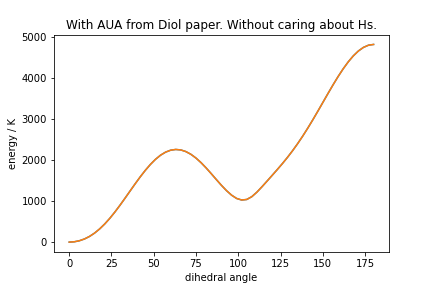 With AUA from Diol paper. Without caring about Hs.
5000
4000
3000
2000
1000
0
energy / K
0 25 50 75 100 125 150 175
dihedral angle